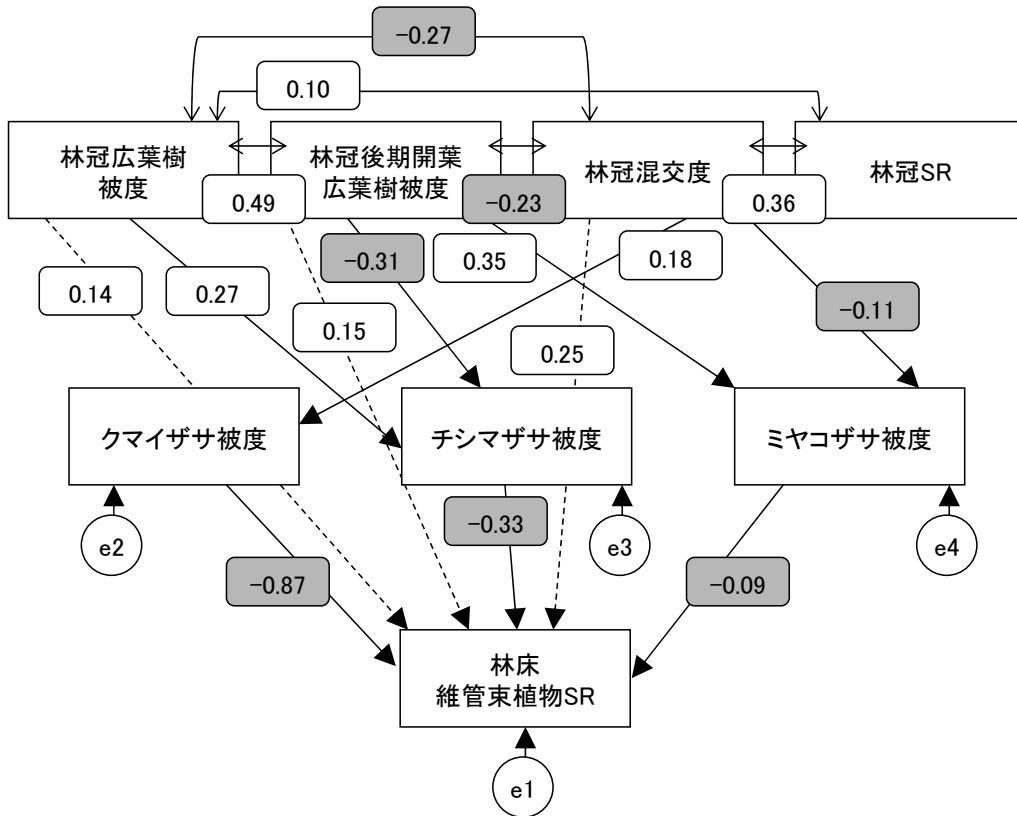 −0.27
0.10
林冠広葉樹
被度
林冠後期開葉
広葉樹被度
林冠混交度
林冠SR
0.49
−0.23
0.36
−0.31
0.35
0.18
0.14
0.27
0.15
0.25
−0.11
クマイザサ被度
チシマザサ被度
ミヤコザサ被度
−0.33
e2
e3
e4
−0.87
−0.09
林床
維管束植物SR
e1